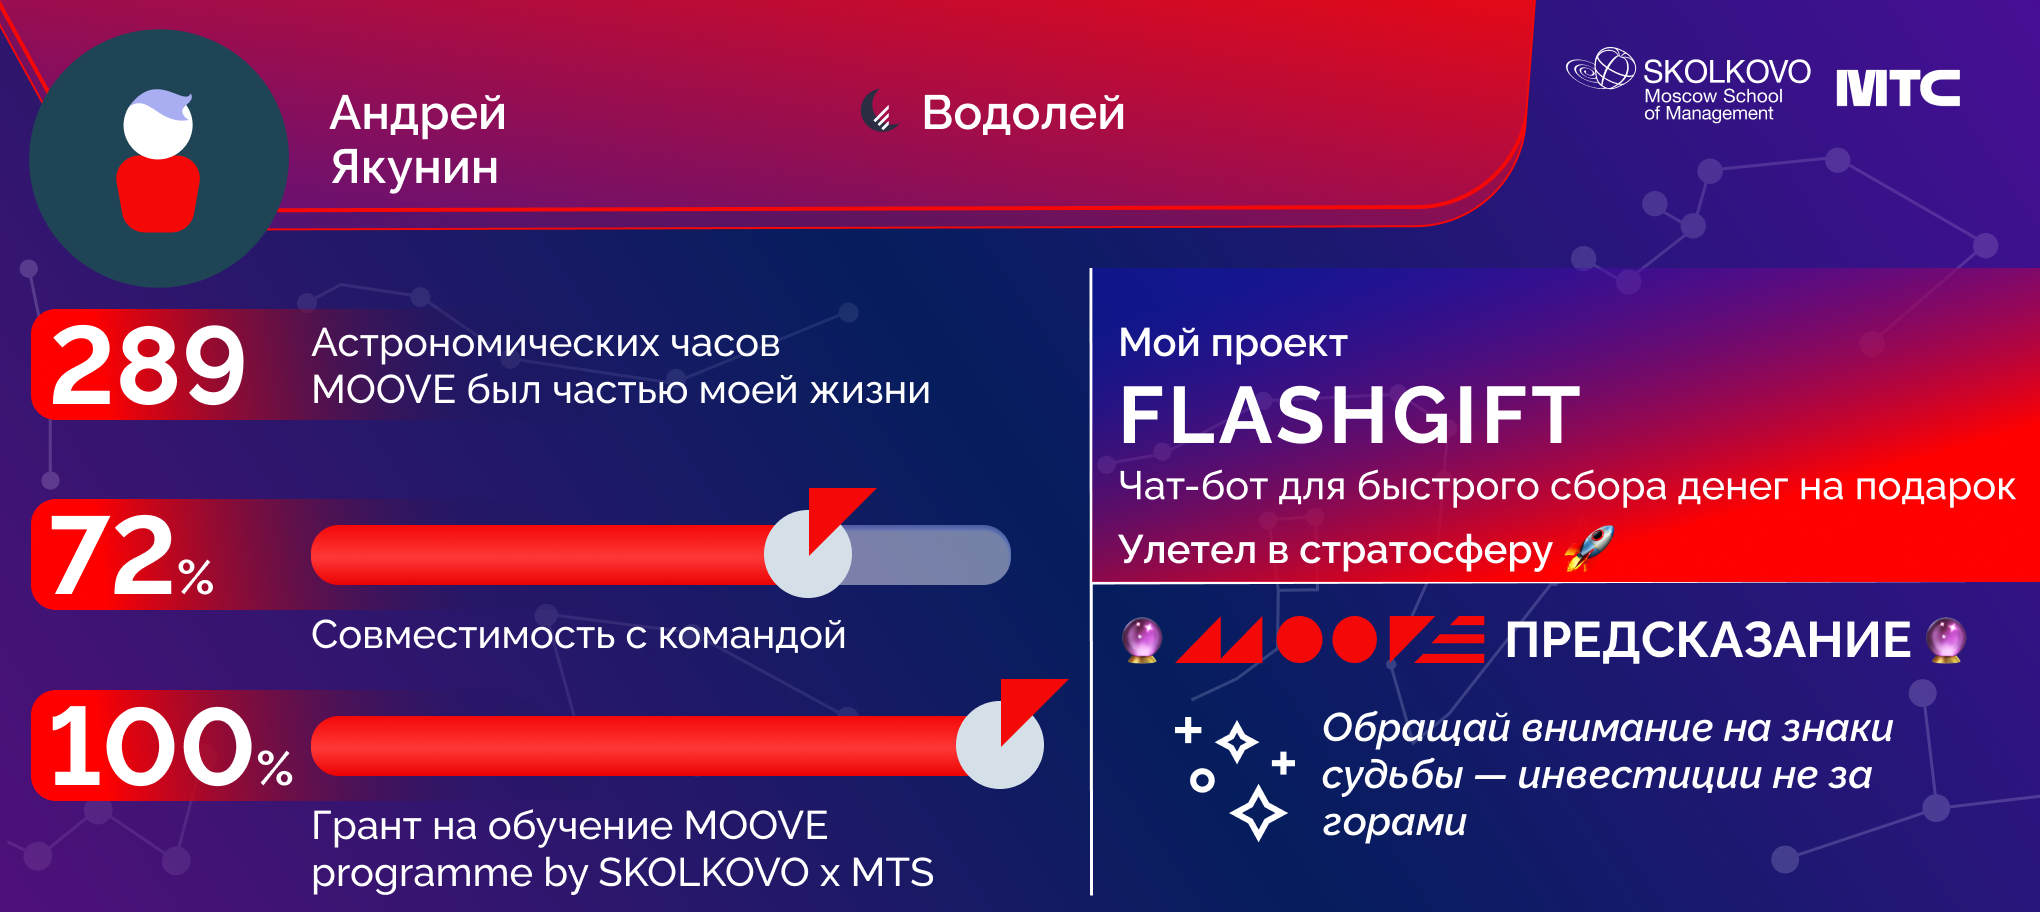 Андрей
Якунин
Водолей
SKOLKOVO
Moscow School
of Management
МТС
289
Астрономических часов
MOOVE был частью моей жизни
72%
Совместимость с командой
100%
Грант на обучение MOOVE
programme by SKOLKOVO x MTS
Мой проект
FLASHGIFT
Чат-бот для быстрого сбора денег на подарок
Улетел в стратосферу 🚀
🔮 MOOVE ПРЕДСКАЗАНИЕ 🔮
Обращай внимание на знаки
судьбы — инвестиции не за
горами